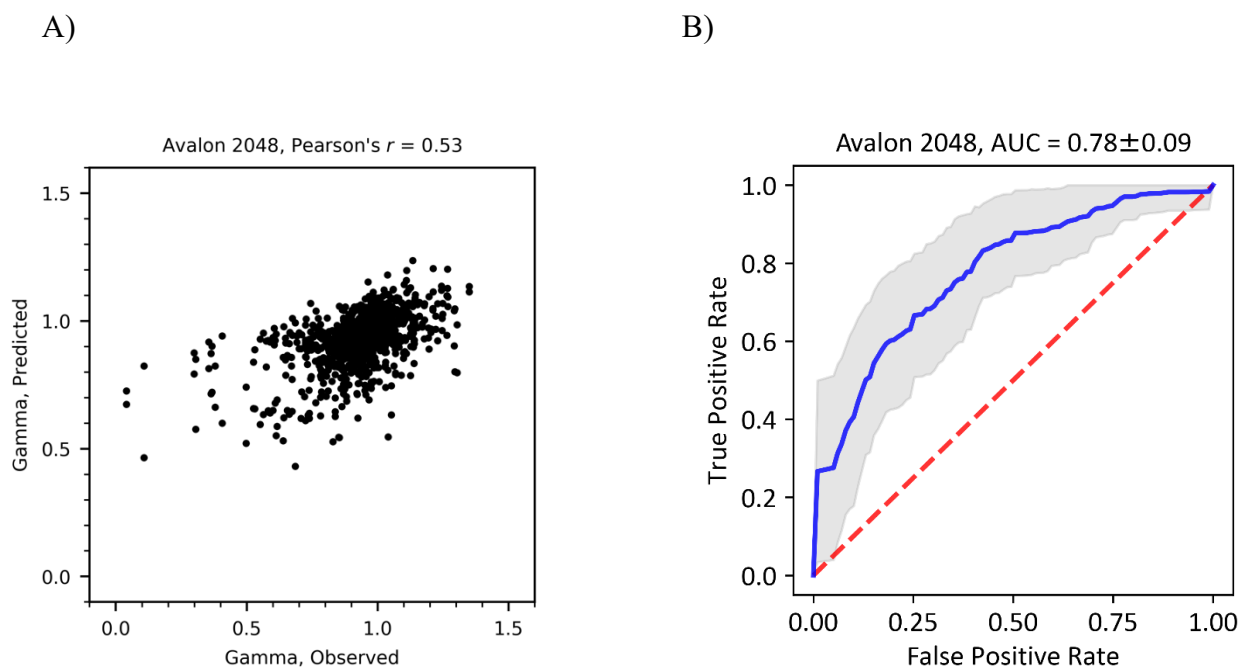 A)
B)
Avalon 2048, Pearson's r = 0.53
1.5
1.0
0.5
0.0
Gamma, Predicted
0.0 0.5 1.0 1.5
Gamma, Observed
Avalon 2048, AUC = 0.78±0.09
1.0
0.8
0.6
0.4
0.2
0.0
True Positive Rate
0.00 0.25 0.50 0.75 1.00
False Positive Rate